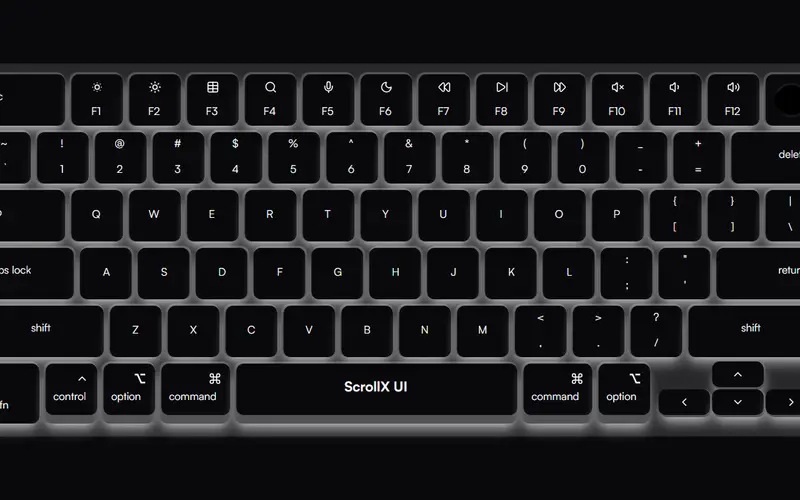 c F1 F2 F3 F4 F5 F6 F7 F8 F9 F10 F11 F12
~ ! @ # $ % ^ & * ( ) _ +
` 1 2 3 4 5 6 7 8 9 0 - = delet
Q W E R T Y U I O P { } |
[ ] \
ps lock A S D F G H J K L : "
; ' retur
shift Z X C V B N M < > ? shift
, . /
fn control option command ScrollX UI command option